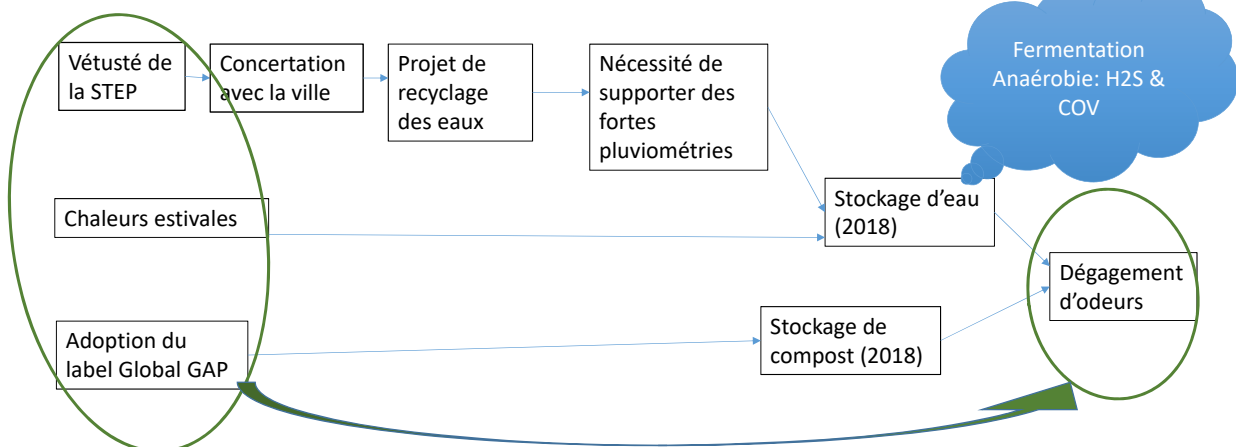 Vétusté de
la STEP
Concertation
avec la ville
Projet de
recyclage
des eaux
Nécessité de
supporter des
fortes
pluviométries
Fermentation
Anaérobie: H2S &
COV
Chaleurs estivales
Stockage d'eau
(2018)
Dégagement
d'odeurs
Adoption du
label Global GAP
Stockage de
compost (2018)